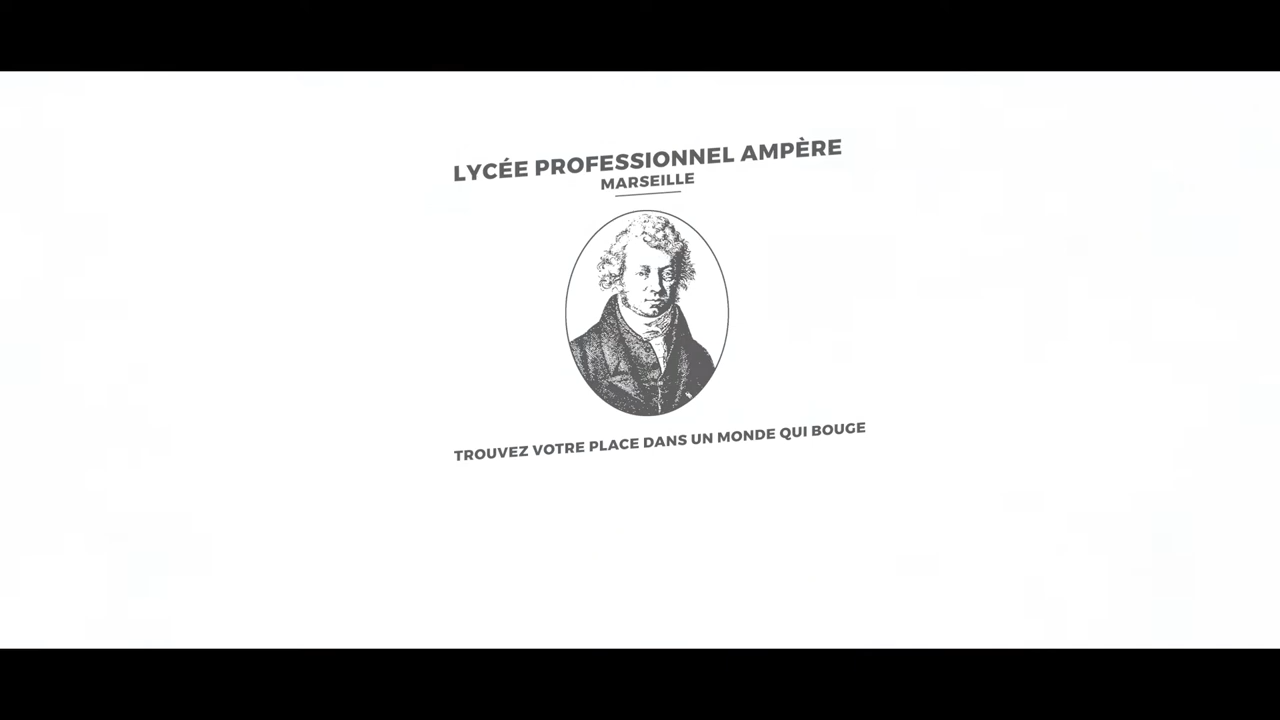 LYCÉE PROFESSIONNEL AMPÈRE
MARSEILLE
TROUVEZ VOTRE PLACE DANS UN MONDE QUI BOUGE